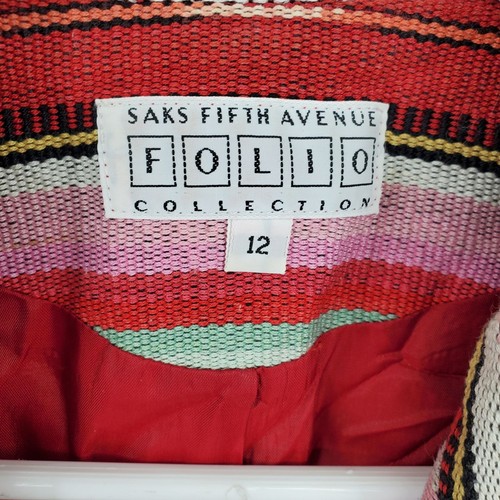 SAKS FIFTH AVENUE
FOLIO
COLLECTION
12